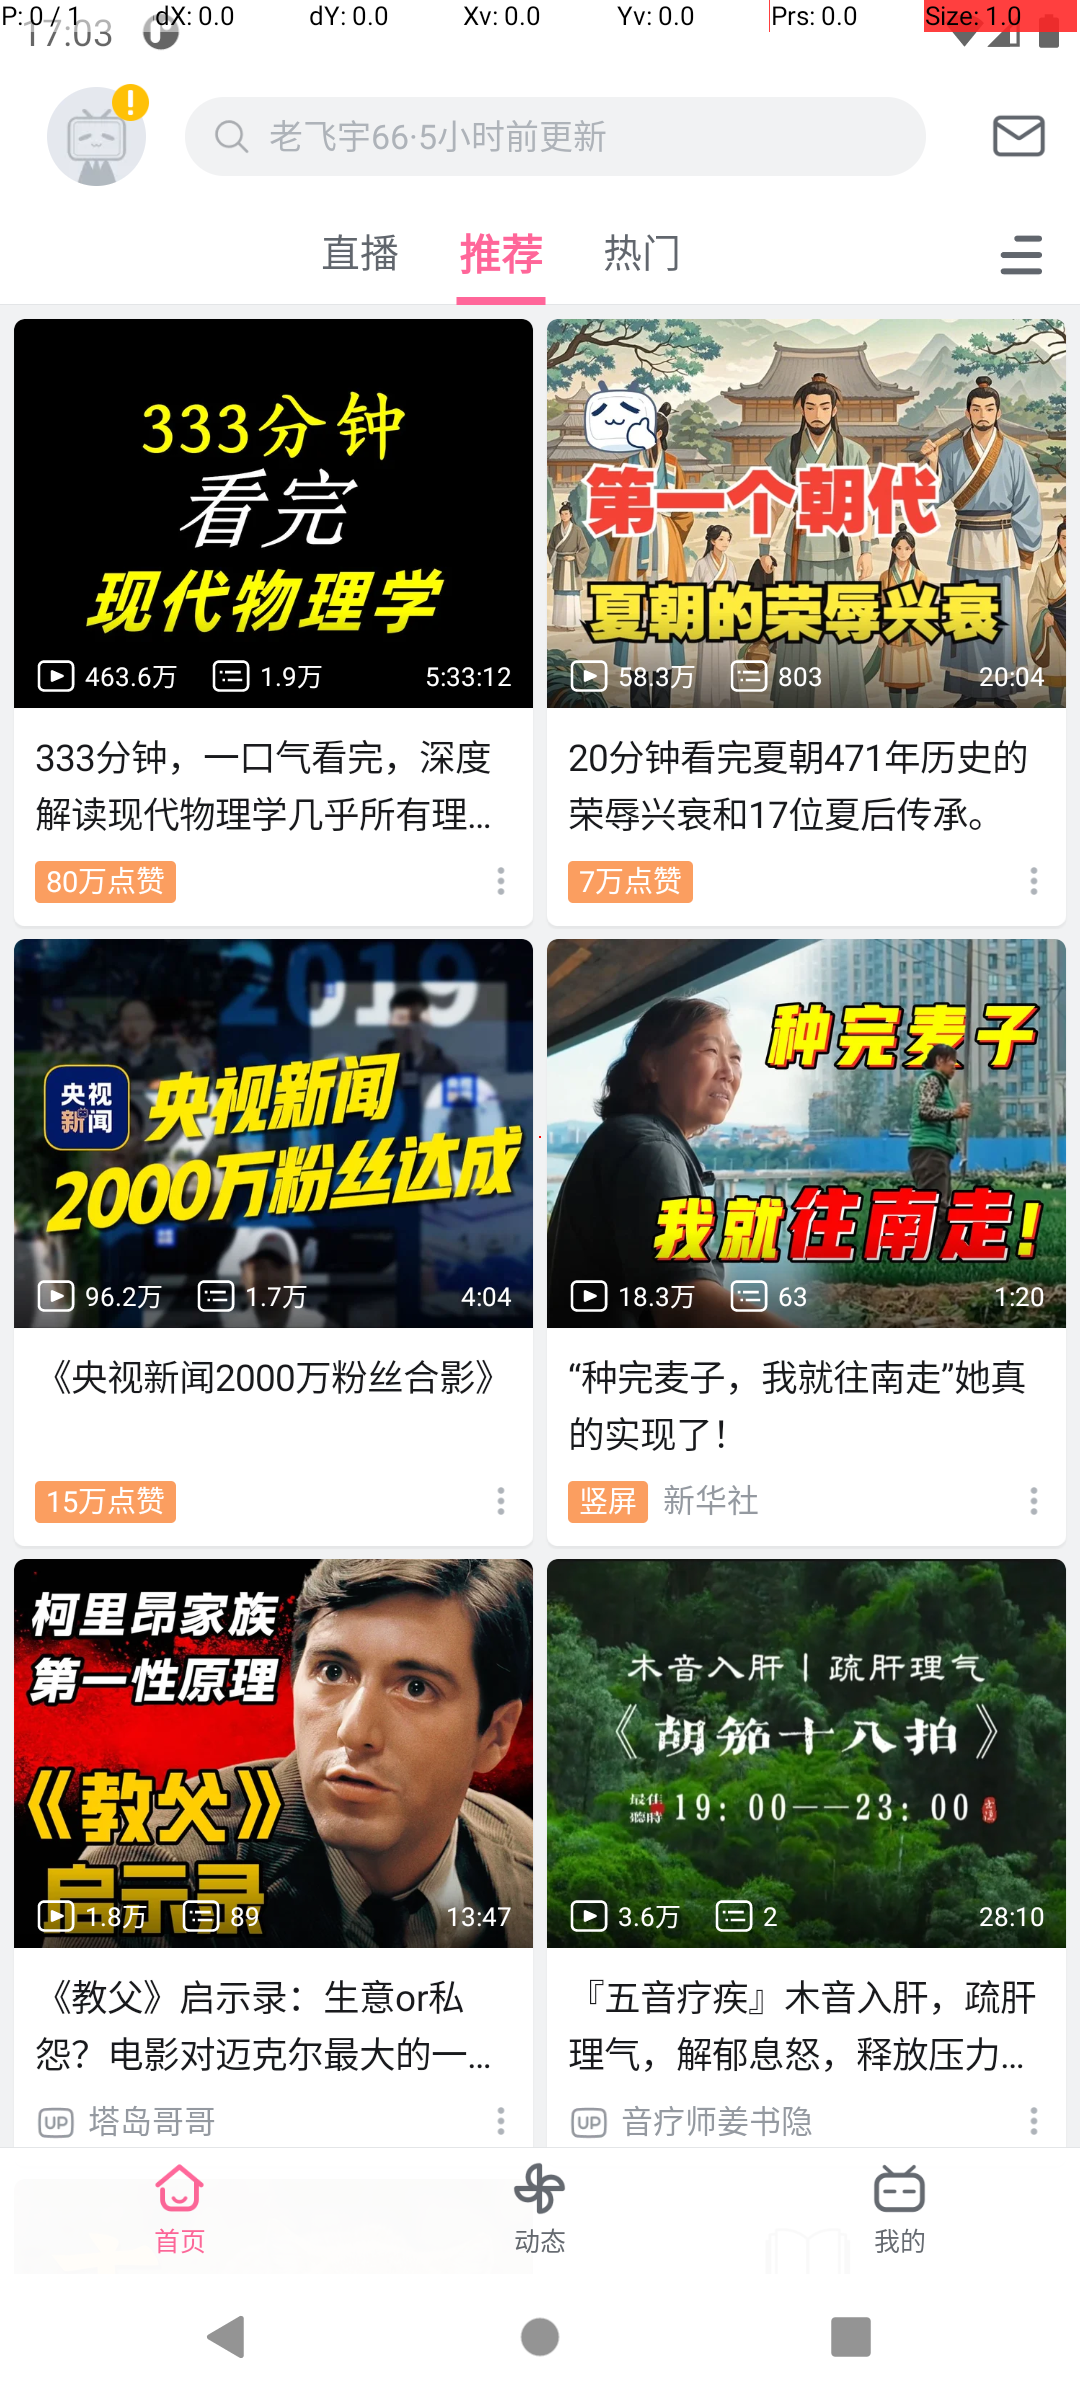 P: 0 / 1 dX: 0.0 dY: 0.0 Xv: 0.0 Yv: 0.0 Prs: 0.0 Size: 1.0
17:03
老飞宇66·5小时前更新
直播 推荐 热门
333分钟
看完
现代物理学
463.6万 1.9万 5:33:12
333分钟，一口气看完，深度
解读现代物理学几乎所有理...
80万点赞
第一个朝代
夏朝的荣辱兴衰
58.3万 803 20:04
20分钟看完夏朝471年历史的
荣辱兴衰和17位夏后传承。
7万点赞
2019
央视
新闻
央视新闻
2000万粉丝达成
96.2万 1.7万 4:04
《央视新闻2000万粉丝合影》
15万点赞
种完麦子
我就往南走！
18.3万 63 1:20
“种完麦子，我就往南走”她真
的实现了！
竖屏 新华社
柯里昂家族
第一性原理
《教父》
启示录
1.8万 89 13:47
《教父》启示录：生意or私
怨？电影对迈克尔最大的一...
UP 塔岛哥哥
木音入肝 | 疏肝理气
《胡笳十八拍》
最佳
聽時
19：00——23：00
3.6万 2 28:10
『五音疗疾』木音入肝，疏肝
理气，解郁息怒，释放压力...
UP 音疗师姜书隐
首页 动态 我的